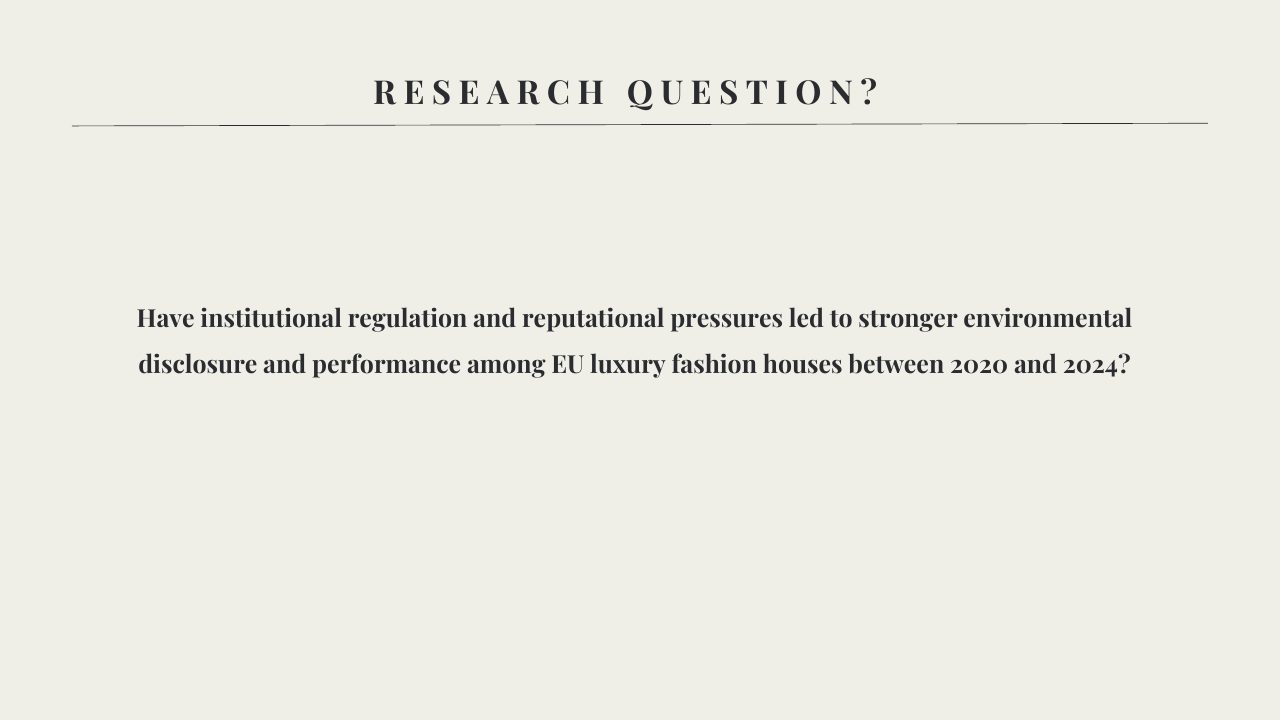 RESEARCH QUESTION?
Have institutional regulation and reputational pressures led to stronger environmental
disclosure and performance among EU luxury fashion houses between 2020 and 2024?